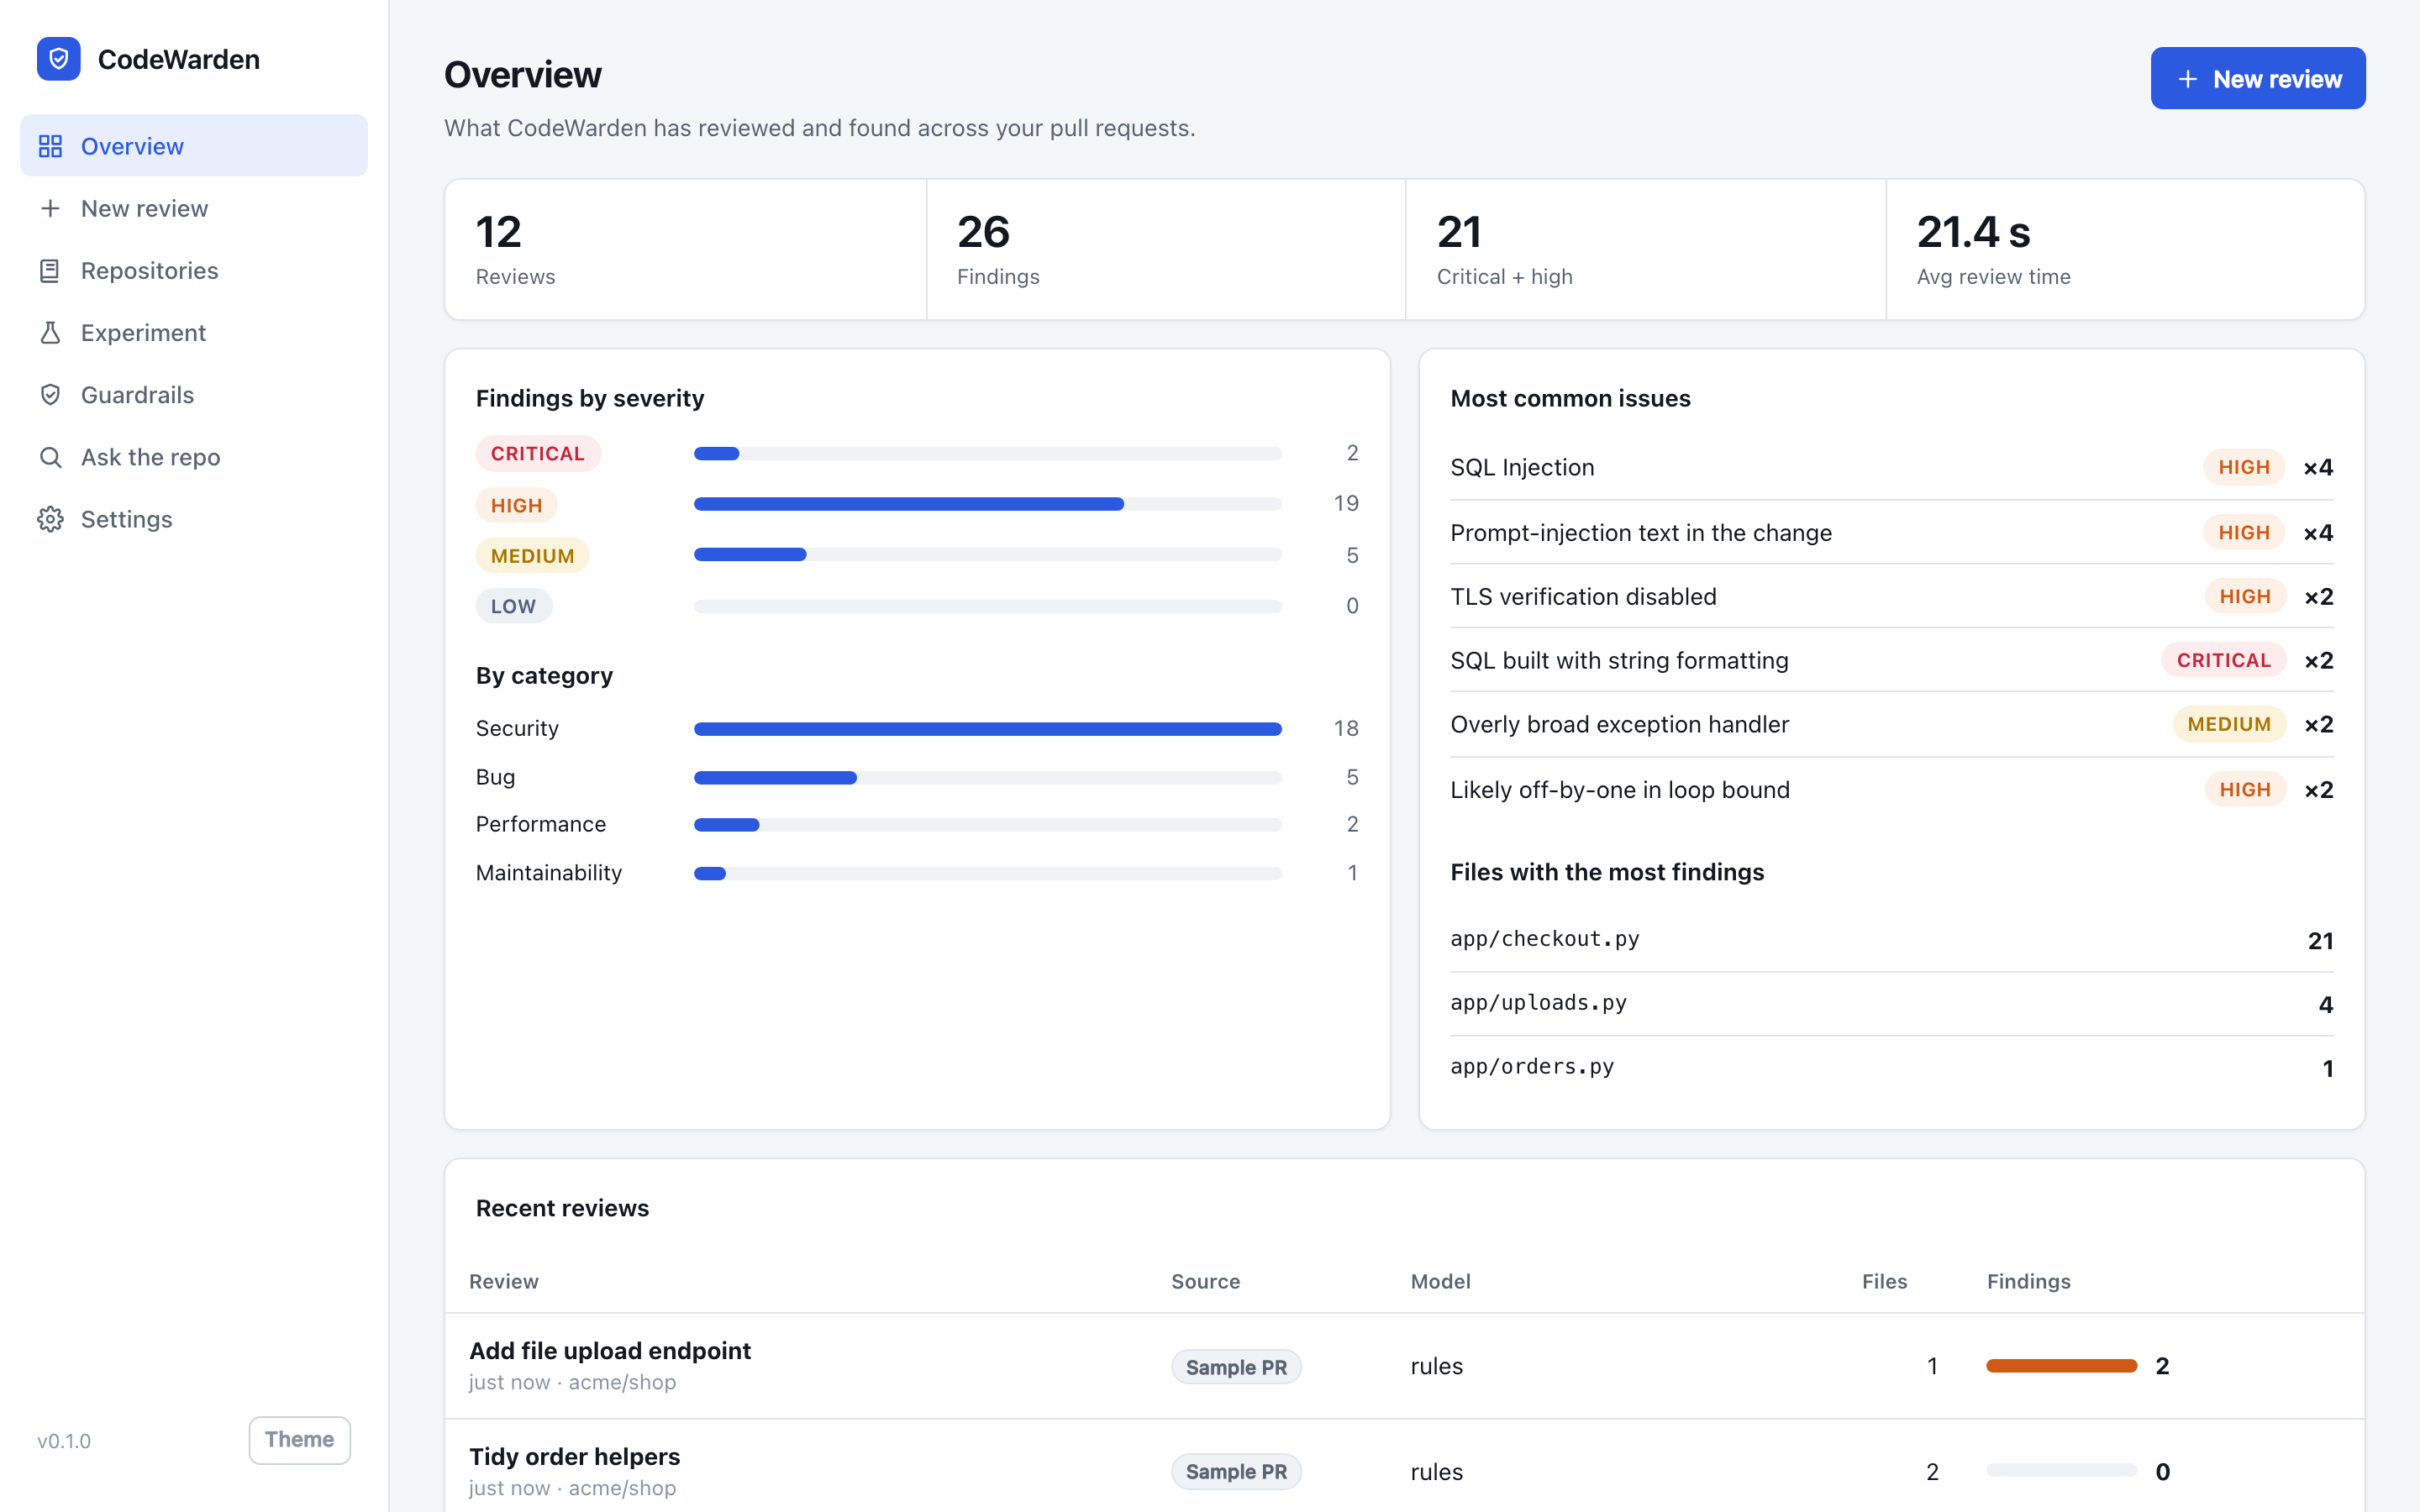 CodeWarden
Overview
New review
Repositories
Experiment
Guardrails
Ask the repo
Settings
v0.1.0
Theme
Overview
What CodeWarden has reviewed and found across your pull requests.
New review
12
Reviews
26
Findings
21
Critical + high
21.4 s
Avg review time
Findings by severity
CRITICAL 2
HIGH 19
MEDIUM 5
LOW 0
By category
Security 18
Bug 5
Performance 2
Maintainability 1
Most common issues
SQL Injection HIGH ×4
Prompt-injection text in the change HIGH ×4
TLS verification disabled HIGH ×2
SQL built with string formatting CRITICAL ×2
Overly broad exception handler MEDIUM ×2
Likely off-by-one in loop bound HIGH ×2
Files with the most findings
app/checkout.py 21
app/uploads.py 4
app/orders.py 1
Recent reviews
Review Source Model Files Findings
Add file upload endpoint
just now · acme/shop
Sample PR rules 1 2
Tidy order helpers
just now · acme/shop
Sample PR rules 2 0